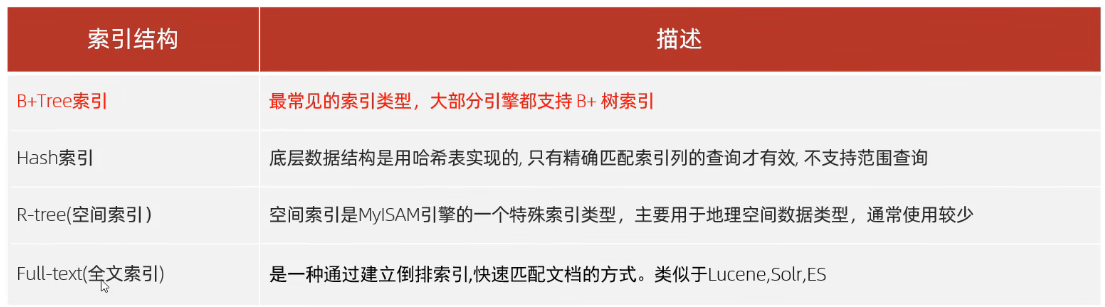 索引结构 描述
B+Tree索引 最常见的索引类型，大部分引擎都支持 B+ 树索引
Hash索引 底层数据结构是用哈希表实现的, 只有精确匹配索引列的查询才有效, 不支持范围查询
R-tree(空间索引） 空间索引是MyISAM引擎的一个特殊索引类型，主要用于地理空间数据类型，通常使用较少
Full-text(全文索引) 是一种通过建立倒排索引,快速匹配文档的方式。类似于Lucene,Solr,ES